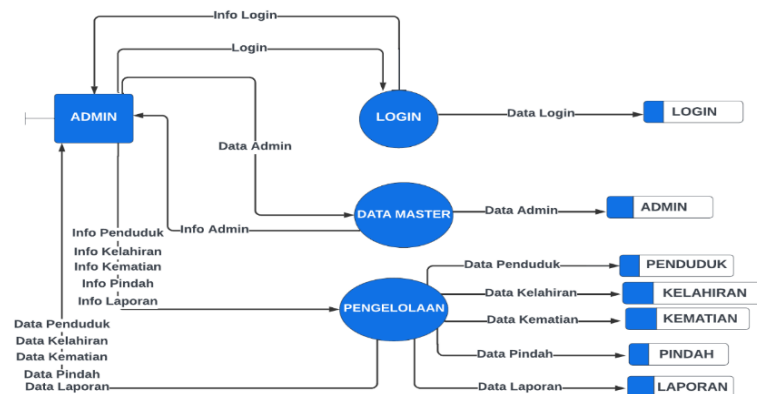 Info Login
Login
ADMIN
LOGIN
Data Login
LOGIN
Data Admin
DATA MASTER
Data Admin
ADMIN
Info Admin
Info Penduduk
Info Kelahiran
Info Kematian
Info Pindah
Info Laporan
PENGELOLAAN
Data Penduduk
PENDUDUK
Data Kelahiran
KELAHIRAN
Data Kematian
KEMATIAN
Data Pindah
PINDAH
Data Laporan
LAPORAN
Data Penduduk
Data Kelahiran
Data Kematian
Data Pindah
Data Laporan